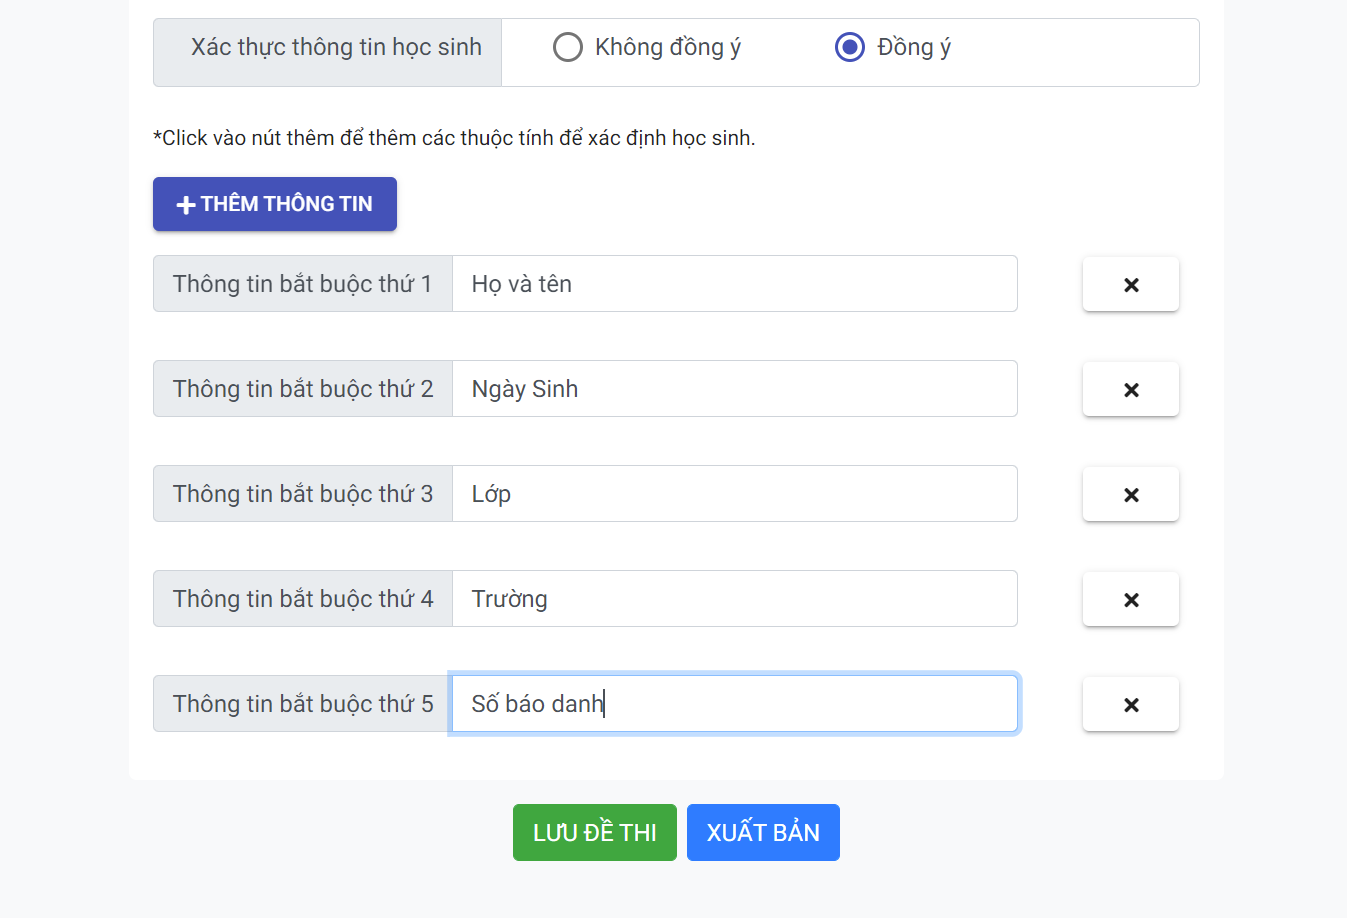 Xác thực thông tin học sinh Không đồng ý Đồng ý
*Click vào nút thêm để thêm các thuộc tính để xác định học sinh.
THÊM THÔNG TIN
Thông tin bắt buộc thứ 1 Họ và tên
Thông tin bắt buộc thứ 2 Ngày Sinh
Thông tin bắt buộc thứ 3 Lớp
Thông tin bắt buộc thứ 4 Trường
Thông tin bắt buộc thứ 5 Số báo danh
LƯU ĐỀ THI XUẤT BẢN